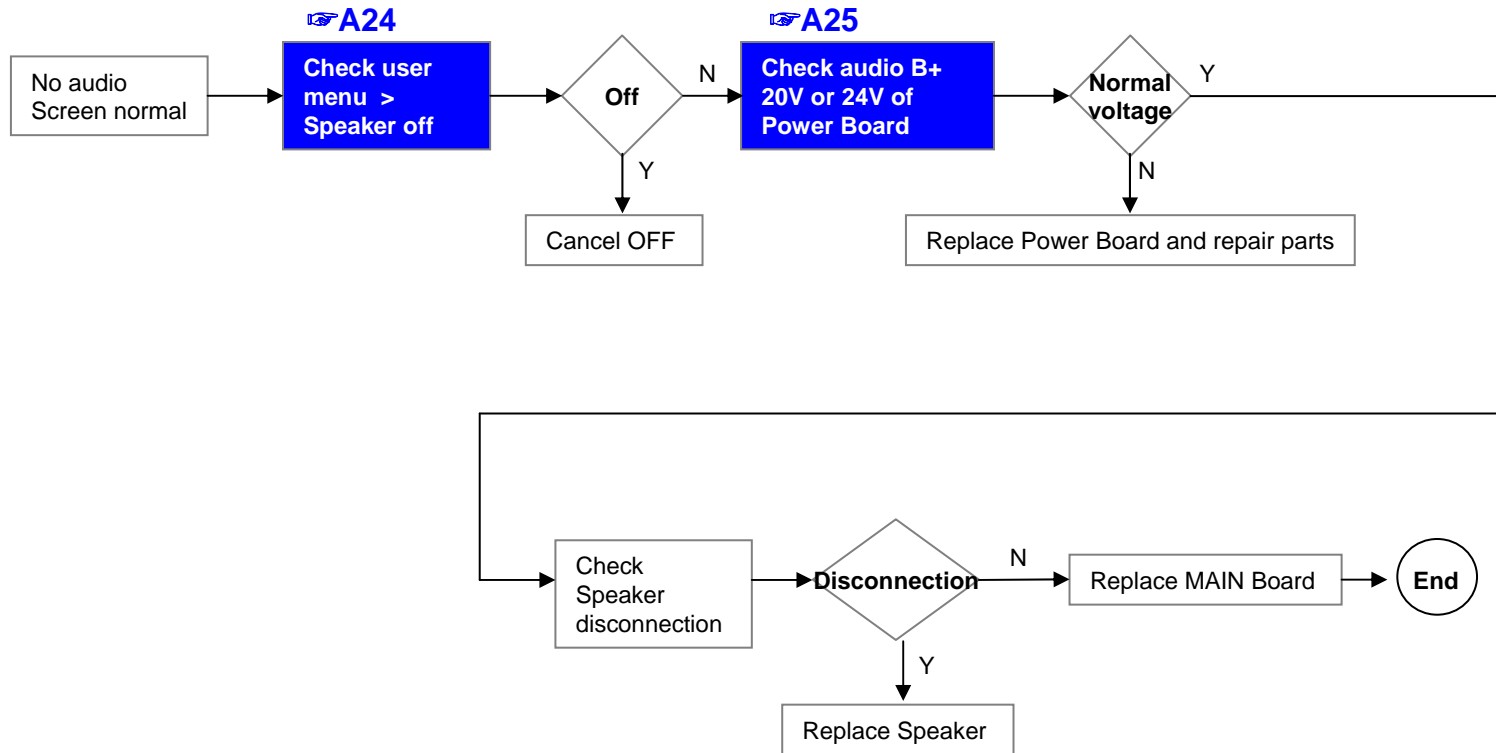 ☞A24
☞A25
No audio
Screen normal
Check user
menu >
Speaker off
Off
N
Y
Cancel OFF
Check audio B+
20V or 24V of
Power Board
Normal
voltage
Y
N
Replace Power Board and repair parts
Check
Speaker
disconnection
Disconnection
N
Y
Replace MAIN Board
End
Replace Speaker